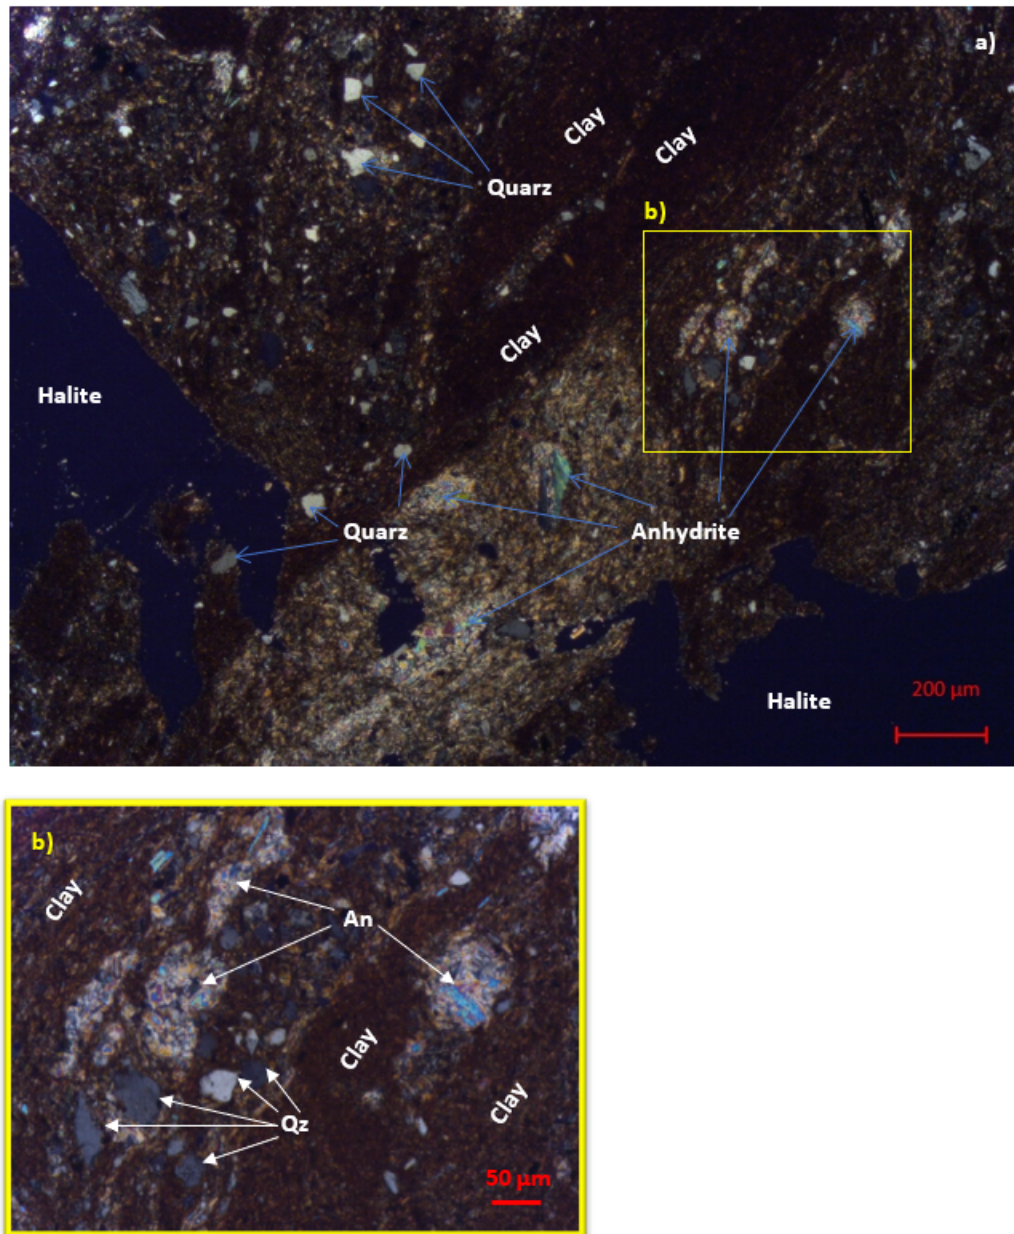 a)
Clay
Clay
Quarz
b)
Clay
Halite
Quarz
Anhydrite
200 µm
Halite
b)
Clay
An
Clay
Clay
Qz
50 µm